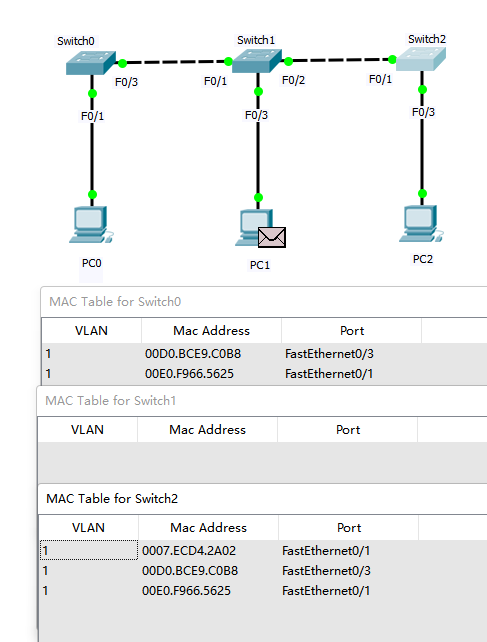 Switch0 Switch1 Switch2
F0/3 F0/1 F0/2 F0/1
F0/1 F0/3 F0/3
PC0 PC1 PC2
MAC Table for Switch0
VLAN Mac Address Port
1 00D0.BCE9.C0B8 FastEthernet0/3
1 00E0.F966.5625 FastEthernet0/1
MAC Table for Switch1
VLAN Mac Address Port
MAC Table for Switch2
VLAN Mac Address Port
1 0007.ECD4.2A02 FastEthernet0/1
1 00D0.BCE9.C0B8 FastEthernet0/3
1 00E0.F966.5625 FastEthernet0/1